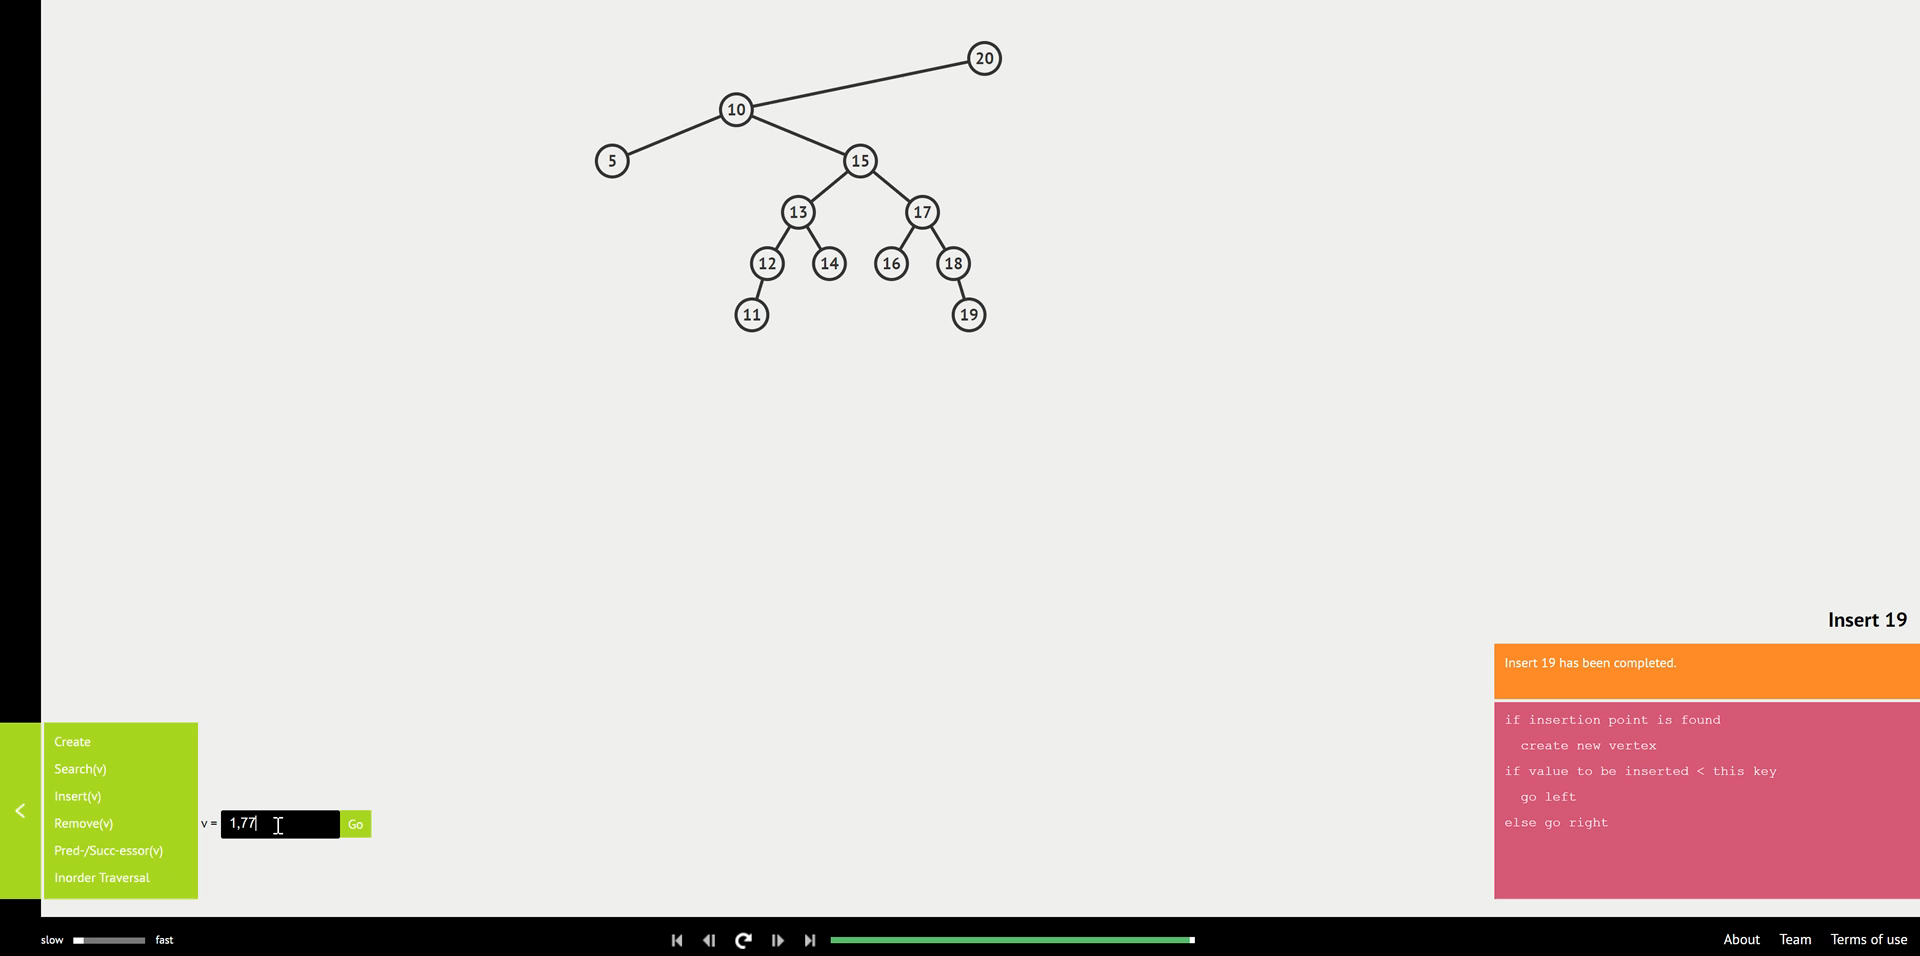 20
10
5
15
13
17
12
14
16
18
11
19
Insert 19
Insert 19 has been completed.
if insertion point is found
create new vertex
if value to be inserted < this key
go left
else go right
Create
Search(v)
Insert(v)
Remove(v)
v = 1,77 Go
Pred-/Succ-essor(v)
Inorder Traversal
slow fast
About Team Terms of use